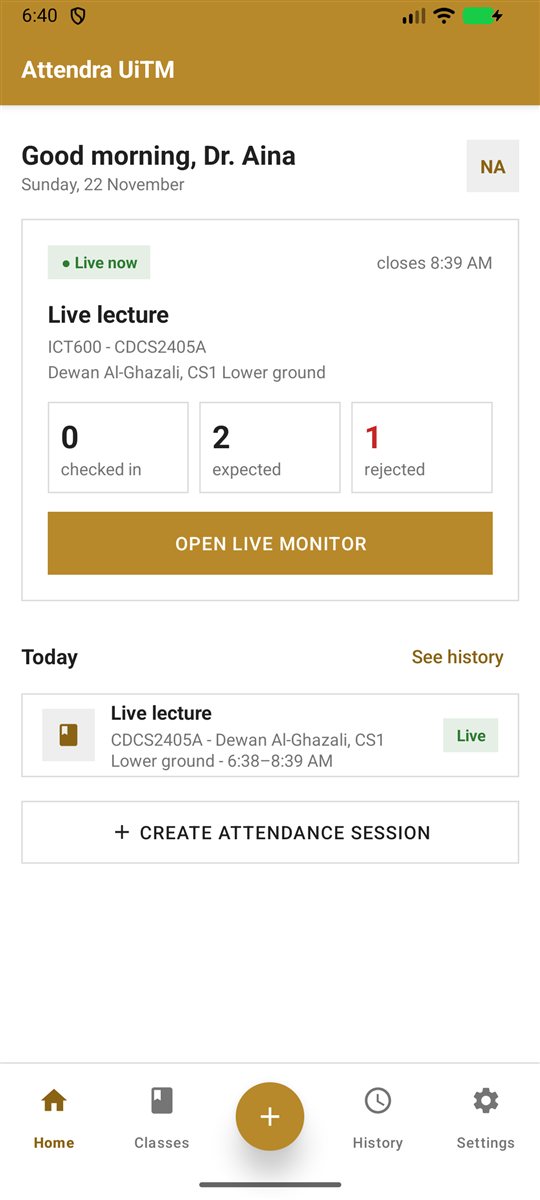 6:40
Attendra UiTM
Good morning, Dr. Aina
Sunday, 22 November
NA
• Live now
closes 8:39 AM
Live lecture
ICT600 - CDCS2405A
Dewan Al-Ghazali, CS1 Lower ground
0
checked in
2
expected
1
rejected
OPEN LIVE MONITOR
Today
See history
Live lecture
CDCS2405A - Dewan Al-Ghazali, CS1
Lower ground - 6:38–8:39 AM
Live
+ CREATE ATTENDANCE SESSION
Home
Classes
+
History
Settings